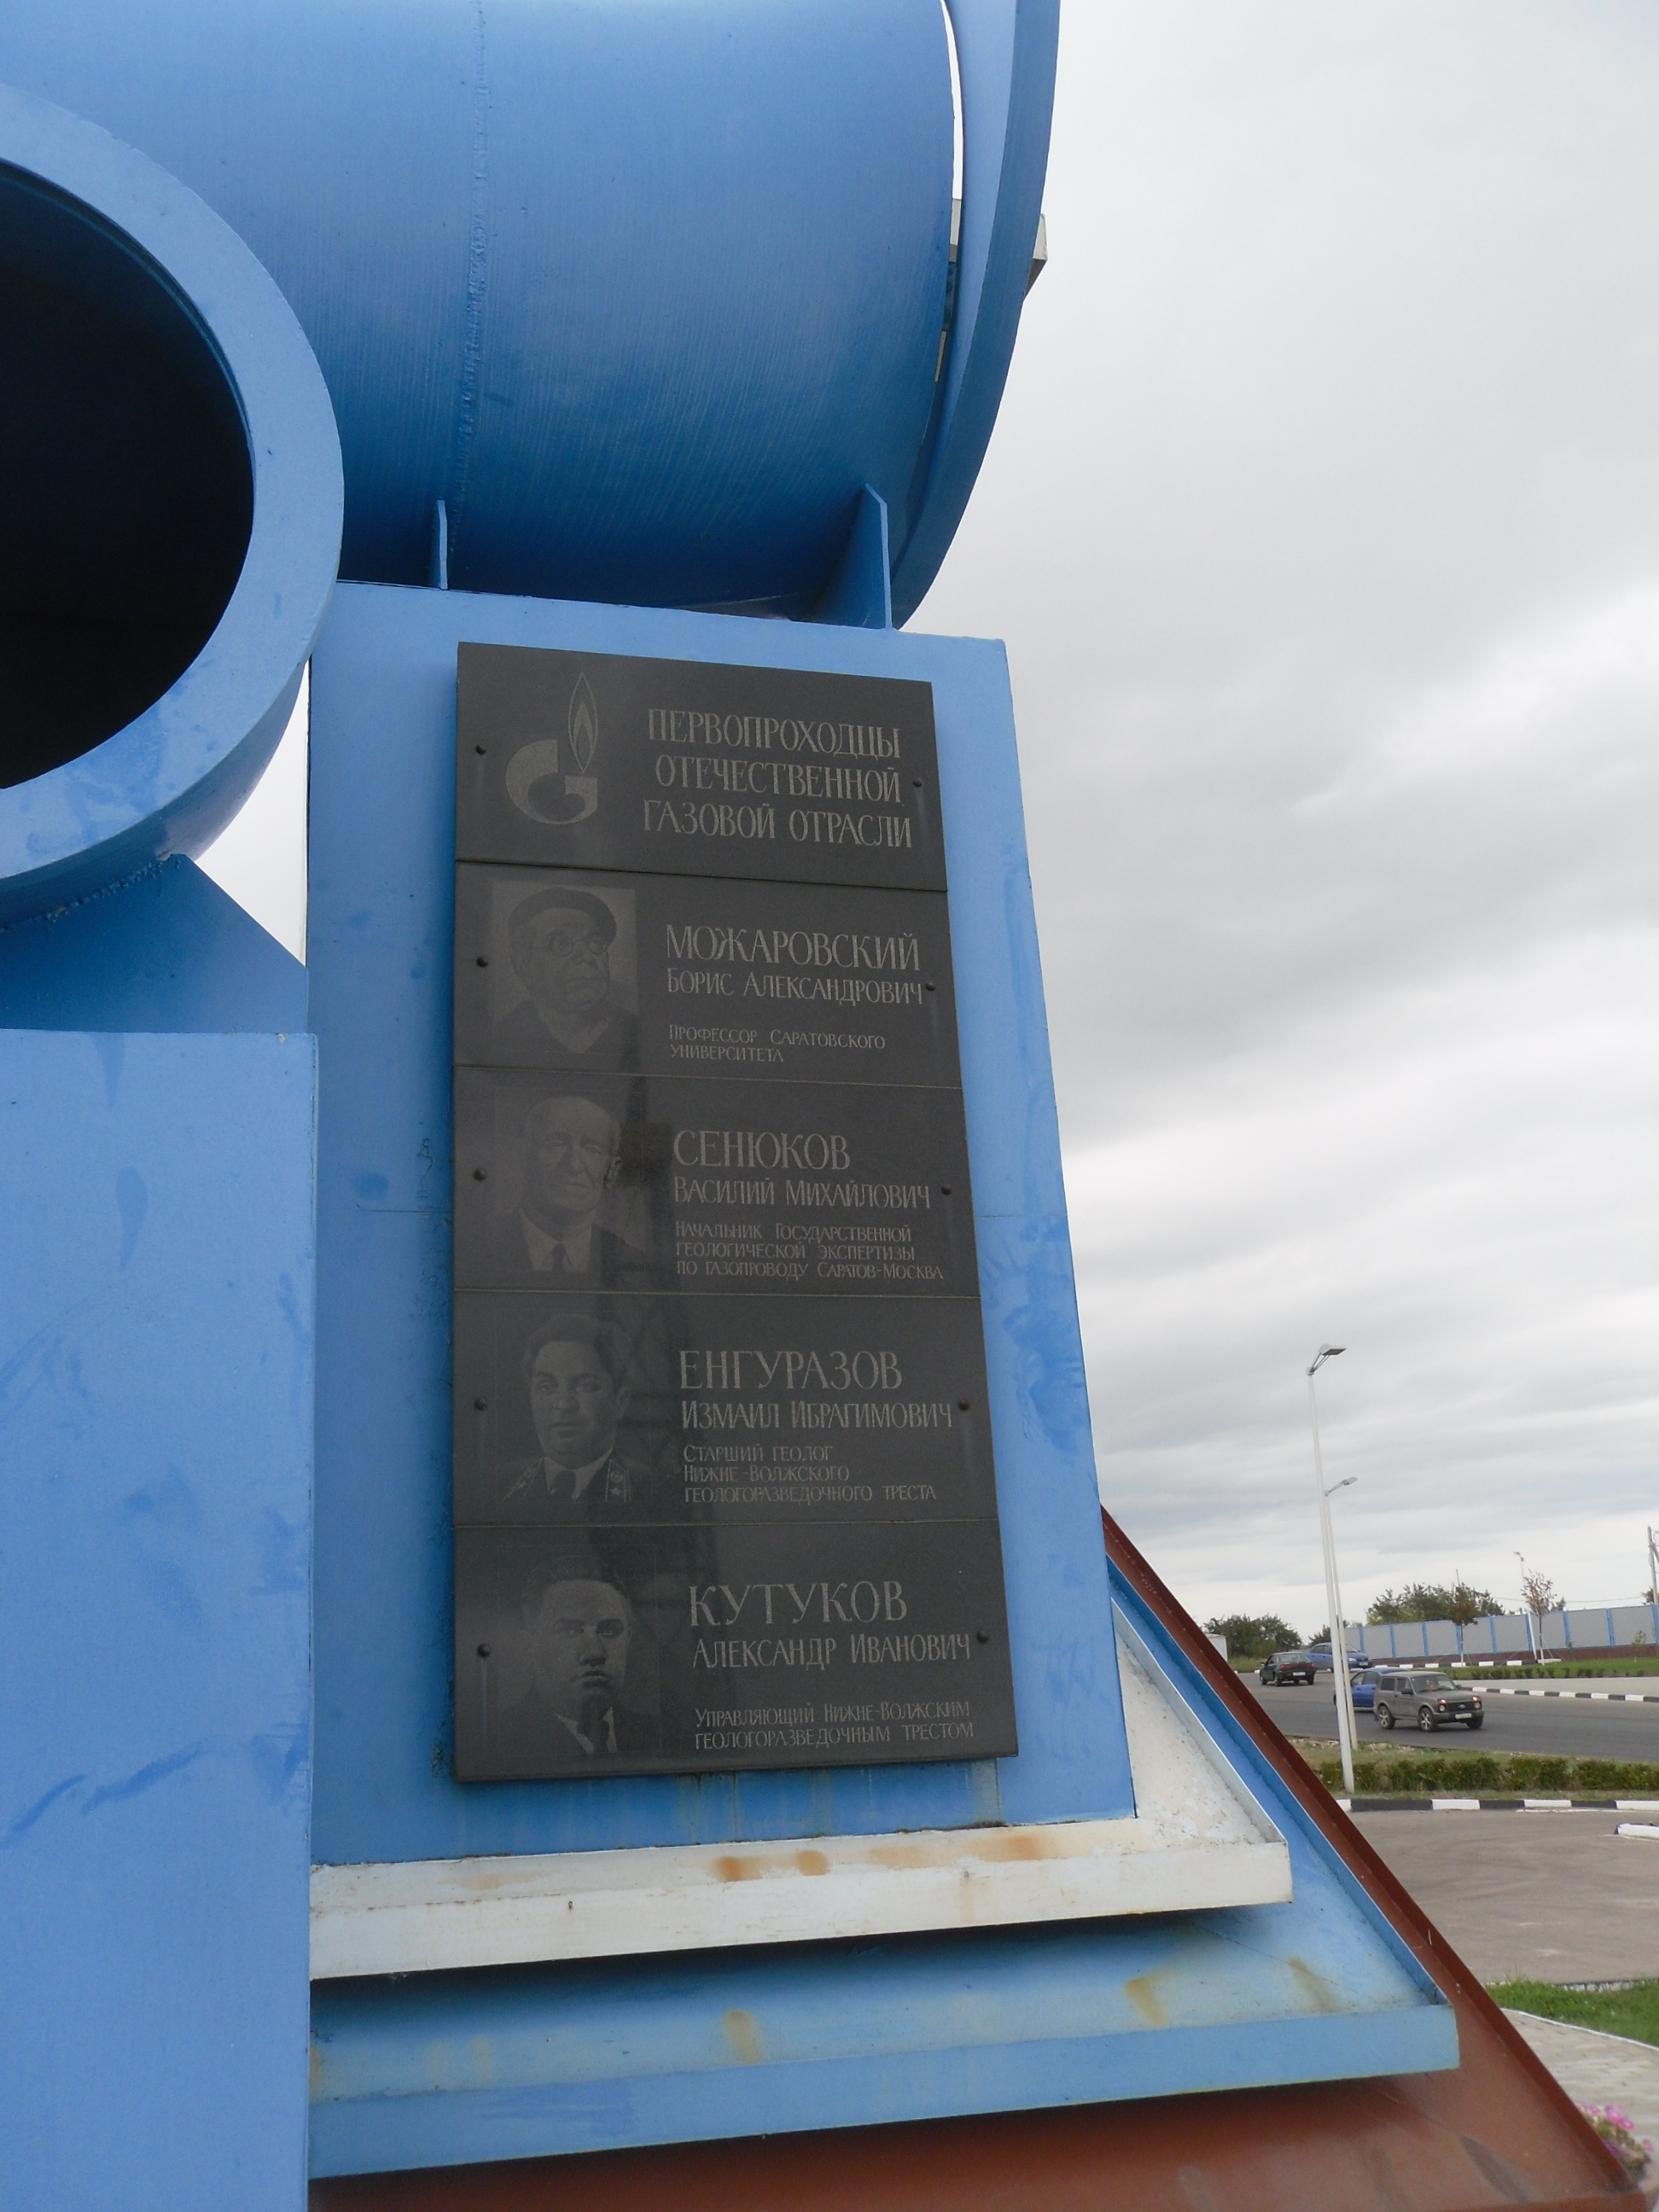 ПЕРВОПРОХОДЦЫ
ОТЕЧЕСТВЕННОЙ
ГАЗОВОЙ ОТРАСЛИ
МОЖАРОВСКИЙ
БОРИС АЛЕКСАНДРОВИЧ
ПРОФЕССОР САРАТОВСКОГО
УНИВЕРСИТЕТА
СЕНЮКОВ
ВАСИЛИЙ МИХАЙЛОВИЧ
НАЧАЛЬНИК ГОСУДАРСТВЕННОЙ
ГЕОЛОГИЧЕСКОЙ ЭКСПЕРТИЗЫ
ПО ГАЗОПРОВОДУ САРАТОВ-МОСКВА
ЕНГУРАЗОВ
ИЗМАИЛ ИБРАГИМОВИЧ
СТАРШИЙ ГЕОЛОГ
НИЖНЕ-ВОЛЖСКОГО
ГЕОЛОГОРАЗВЕДОЧНОГО ТРЕСТА
КУТУКОВ
АЛЕКСАНДР ИВАНОВИЧ
УПРАВЛЯЮЩИЙ НИЖНЕ-ВОЛЖСКИМ
ГЕОЛОГОРАЗВЕДОЧНЫМ ТРЕСТОМ